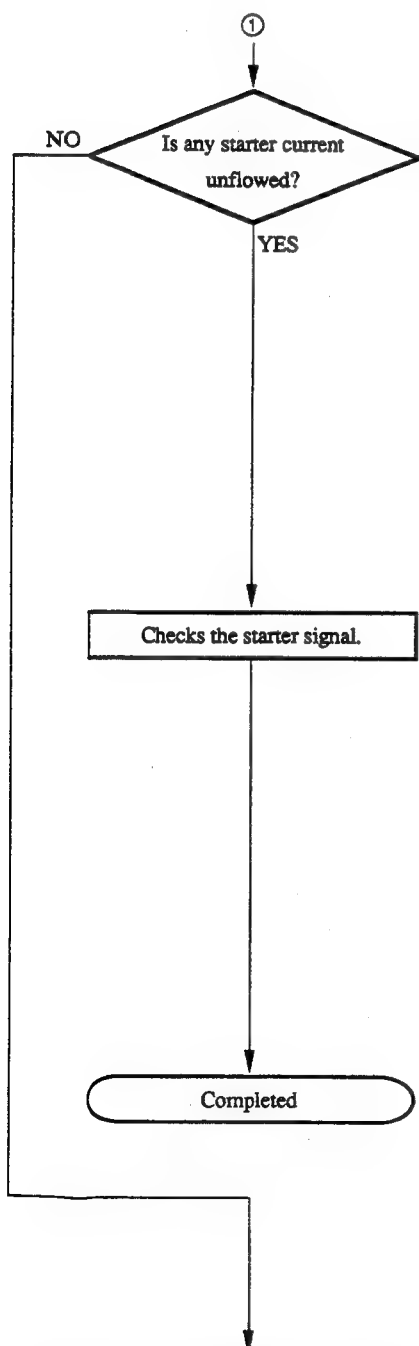 ①
Is any starter current
unflowed?
NO
YES
Checks the starter signal.
Completed